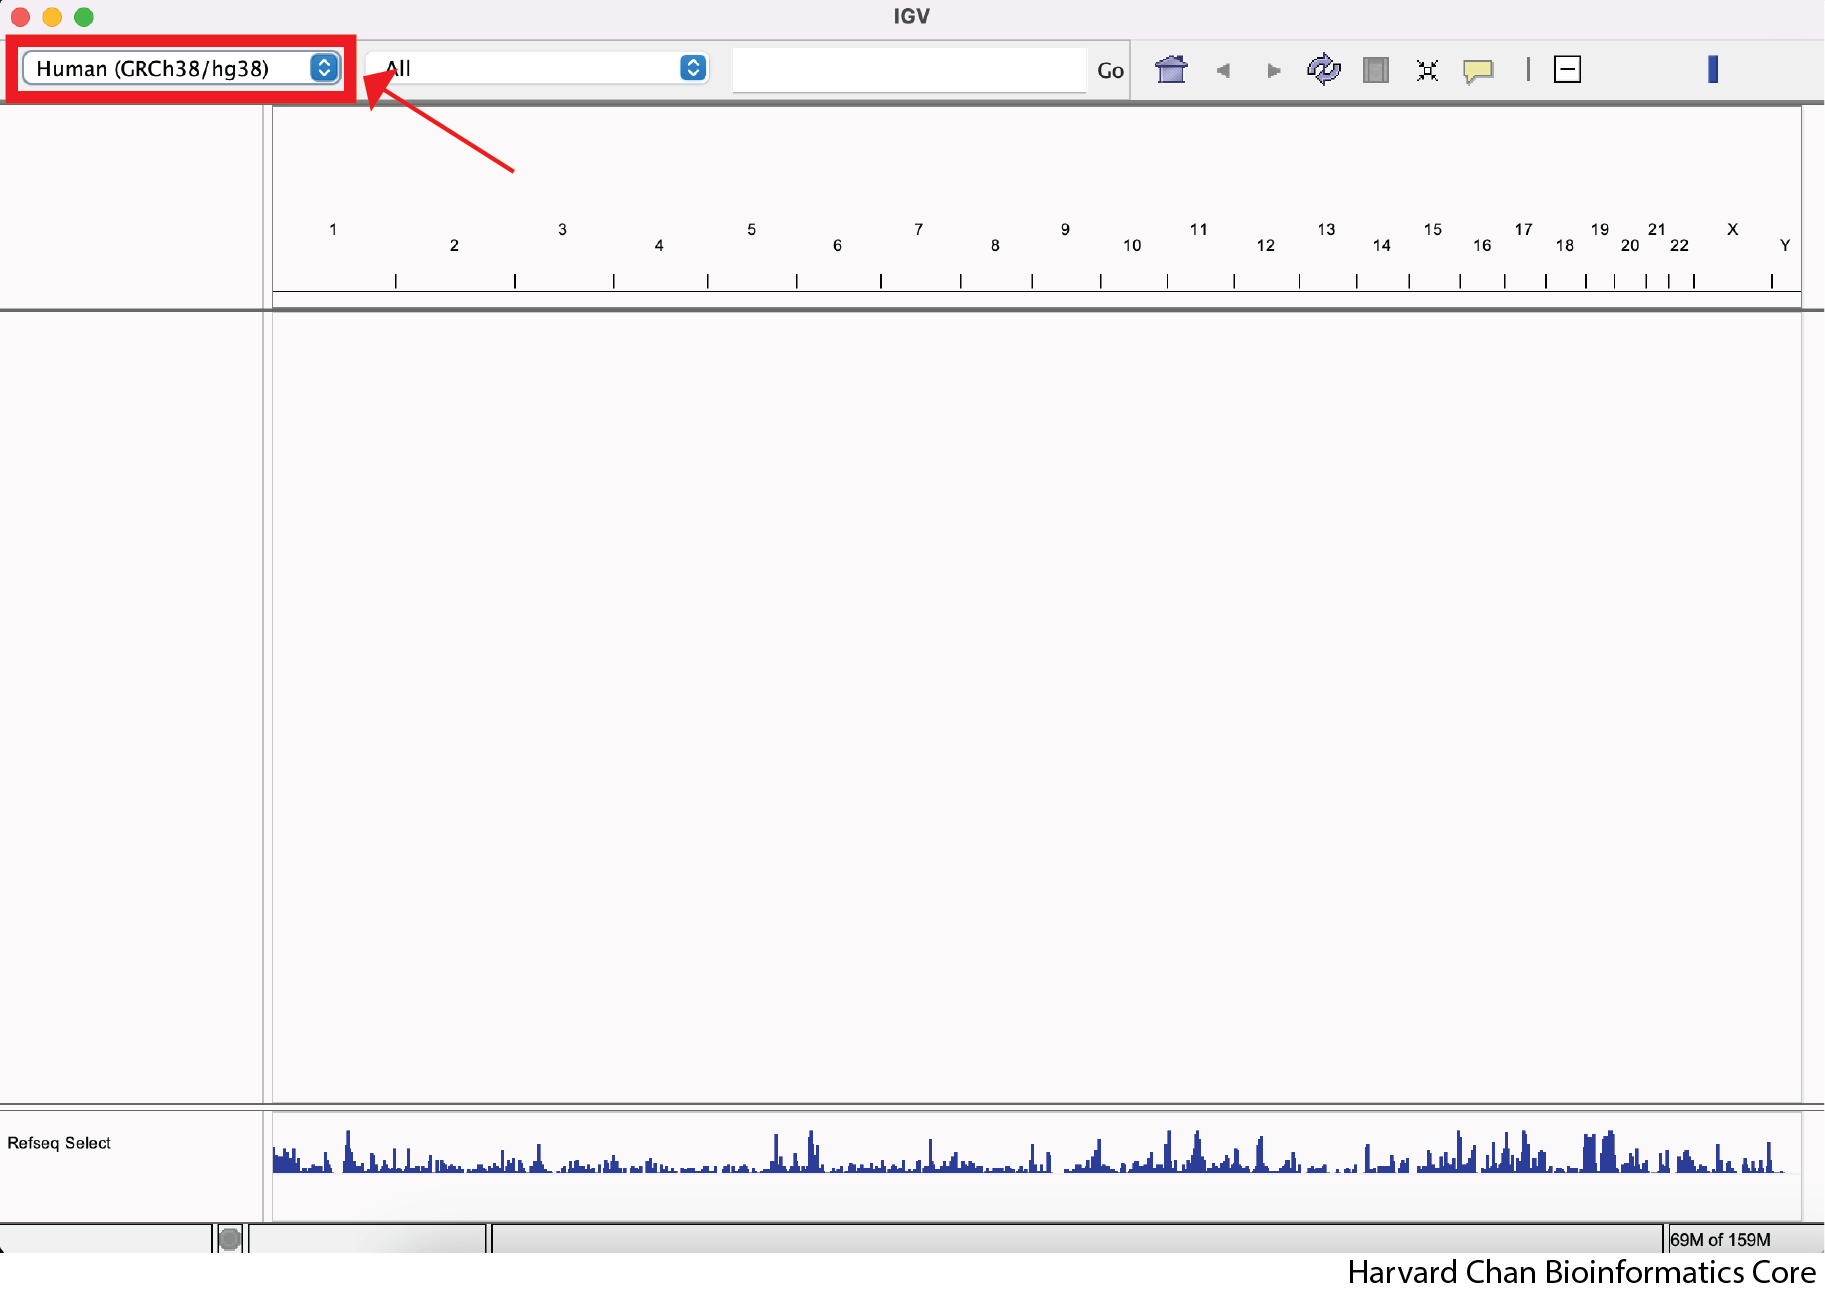 IGV
Human (GRCh38/hg38)
All
Go
1 2 3 4 5 6 7 8 9 10 11 12 13 14 15 16 17 18 19 20 21 22 X Y
Refseq Select
69M of 159M
Harvard Chan Bioinformatics Core